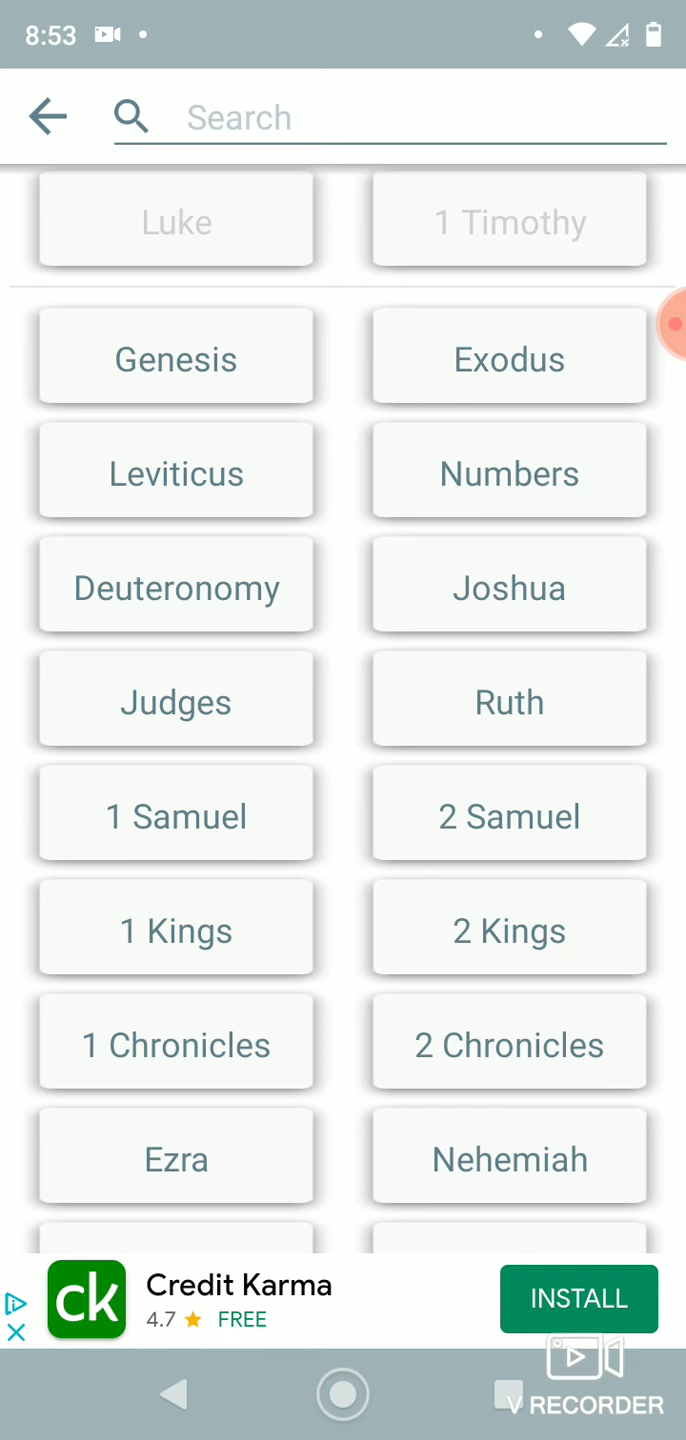 8:53
Search
Luke
1 Timothy
Genesis
Exodus
Leviticus
Numbers
Deuteronomy
Joshua
Judges
Ruth
1 Samuel
2 Samuel
1 Kings
2 Kings
1 Chronicles
2 Chronicles
Ezra
Nehemiah
ck
Credit Karma
4.7 ★ FREE
INSTALL
V RECORDER